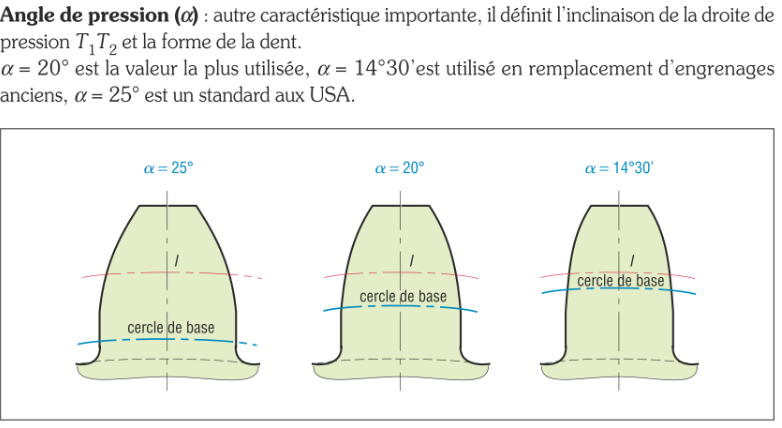 Angle de pression (α) : autre caractéristique importante, il définit l'inclinaison de la droite de
pression T₁T₂ et la forme de la dent.
α = 20° est la valeur la plus utilisée, α = 14°30'est utilisé en remplacement d'engrenages
anciens, α = 25° est un standard aux USA.
α = 25°
α = 20°
α = 14°30'
l
l
l
cercle de base
cercle de base
cercle de base